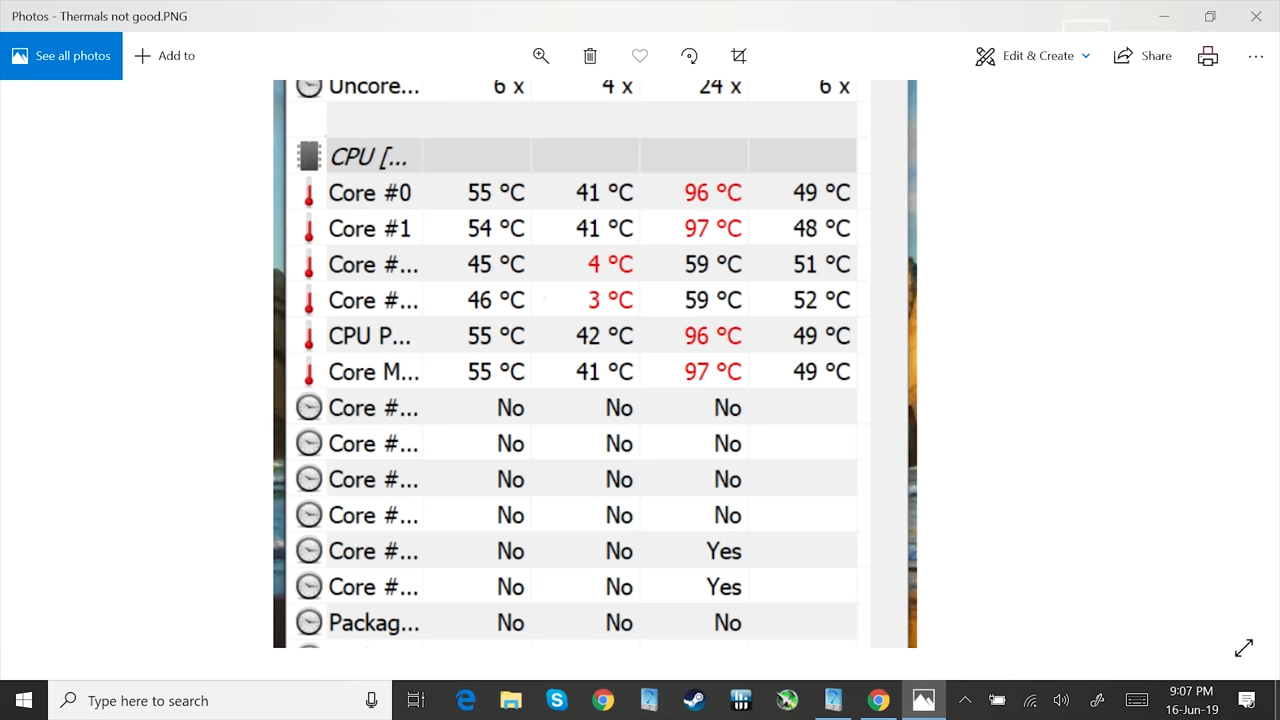 Photos - Thermals not good.PNG
See all photos
Add to
Edit & Create
Share
Uncore... 6 x 4 x 24 x 6 x
CPU [...
Core #0 55 °C 41 °C 96 °C 49 °C
Core #1 54 °C 41 °C 97 °C 48 °C
Core #... 45 °C 4 °C 59 °C 51 °C
Core #... 46 °C 3 °C 59 °C 52 °C
CPU P... 55 °C 42 °C 96 °C 49 °C
Core M... 55 °C 41 °C 97 °C 49 °C
Core #... No No No
Core #... No No No
Core #... No No No
Core #... No No No
Core #... No No Yes
Core #... No No Yes
Packag... No No No
Type here to search
9:07 PM
16-Jun-19